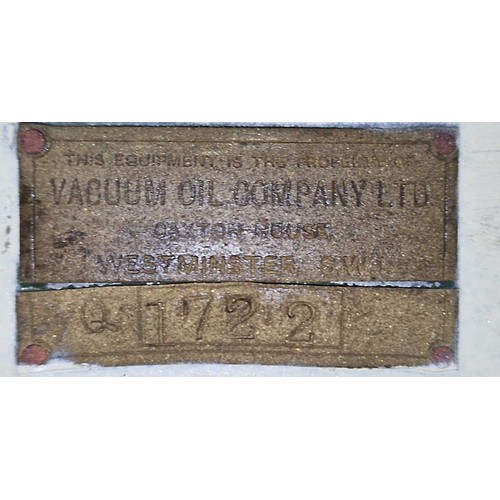 THIS EQUIPMENT IS THE PROPERTY OF
VACUUM OIL COMPANY LTD
CAXTON HOUSE
WESTMINSTER, S.W.1
1722